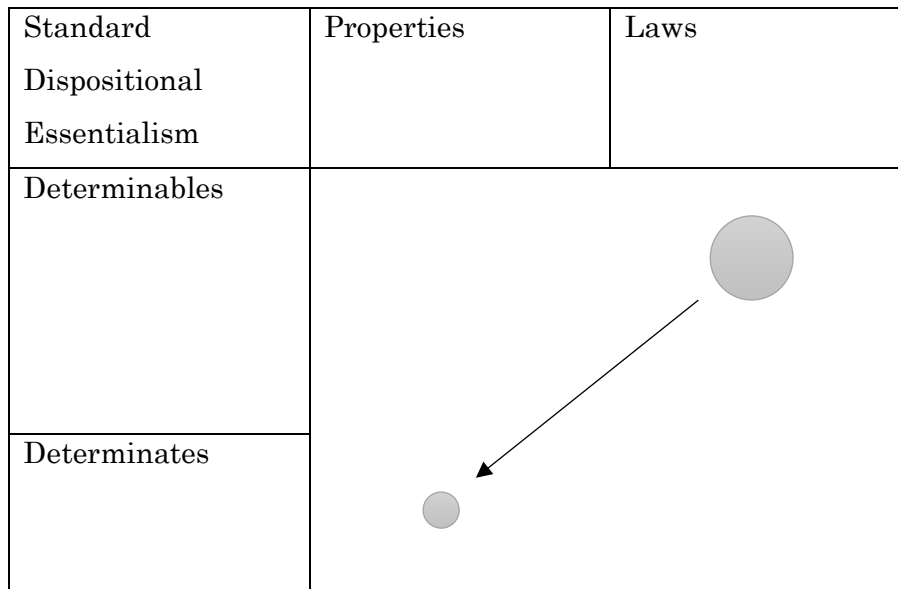 Standard
Dispositional
Essentialism
Properties
Laws
Determinables
Determinates